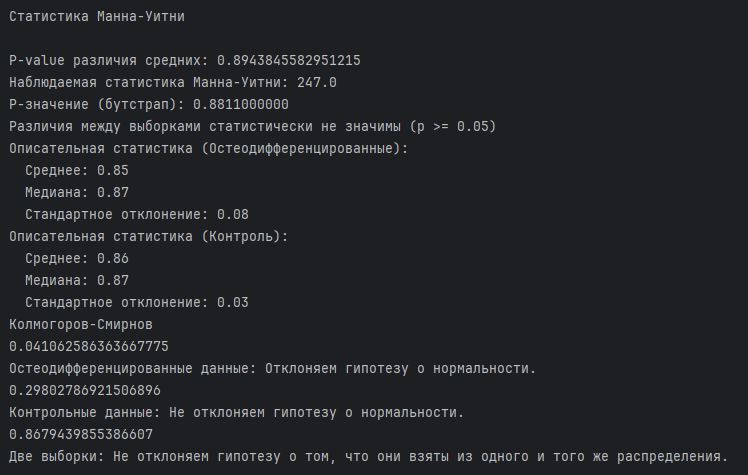 Статистика Манна-Уитни
P-value различия средних: 0.8943845582951215
Наблюдаемая статистика Манна-Уитни: 247.0
P-значение (бутстрап): 0.8811000000
Различия между выборками статистически не значимы (p >= 0.05)
Описательная статистика (Остеодифференцированные):
  Среднее: 0.85
  Медиана: 0.87
  Стандартное отклонение: 0.08
Описательная статистика (Контроль):
  Среднее: 0.86
  Медиана: 0.87
  Стандартное отклонение: 0.03
Колмогоров-Смирнов
0.041062586363667775
Остеодифференцированные данные: Отклоняем гипотезу о нормальности.
0.29802786921506896
Контрольные данные: Не отклоняем гипотезу о нормальности.
0.8679439855386607
Две выборки: Не отклоняем гипотезу о том, что они взяты из одного и того же распределения.